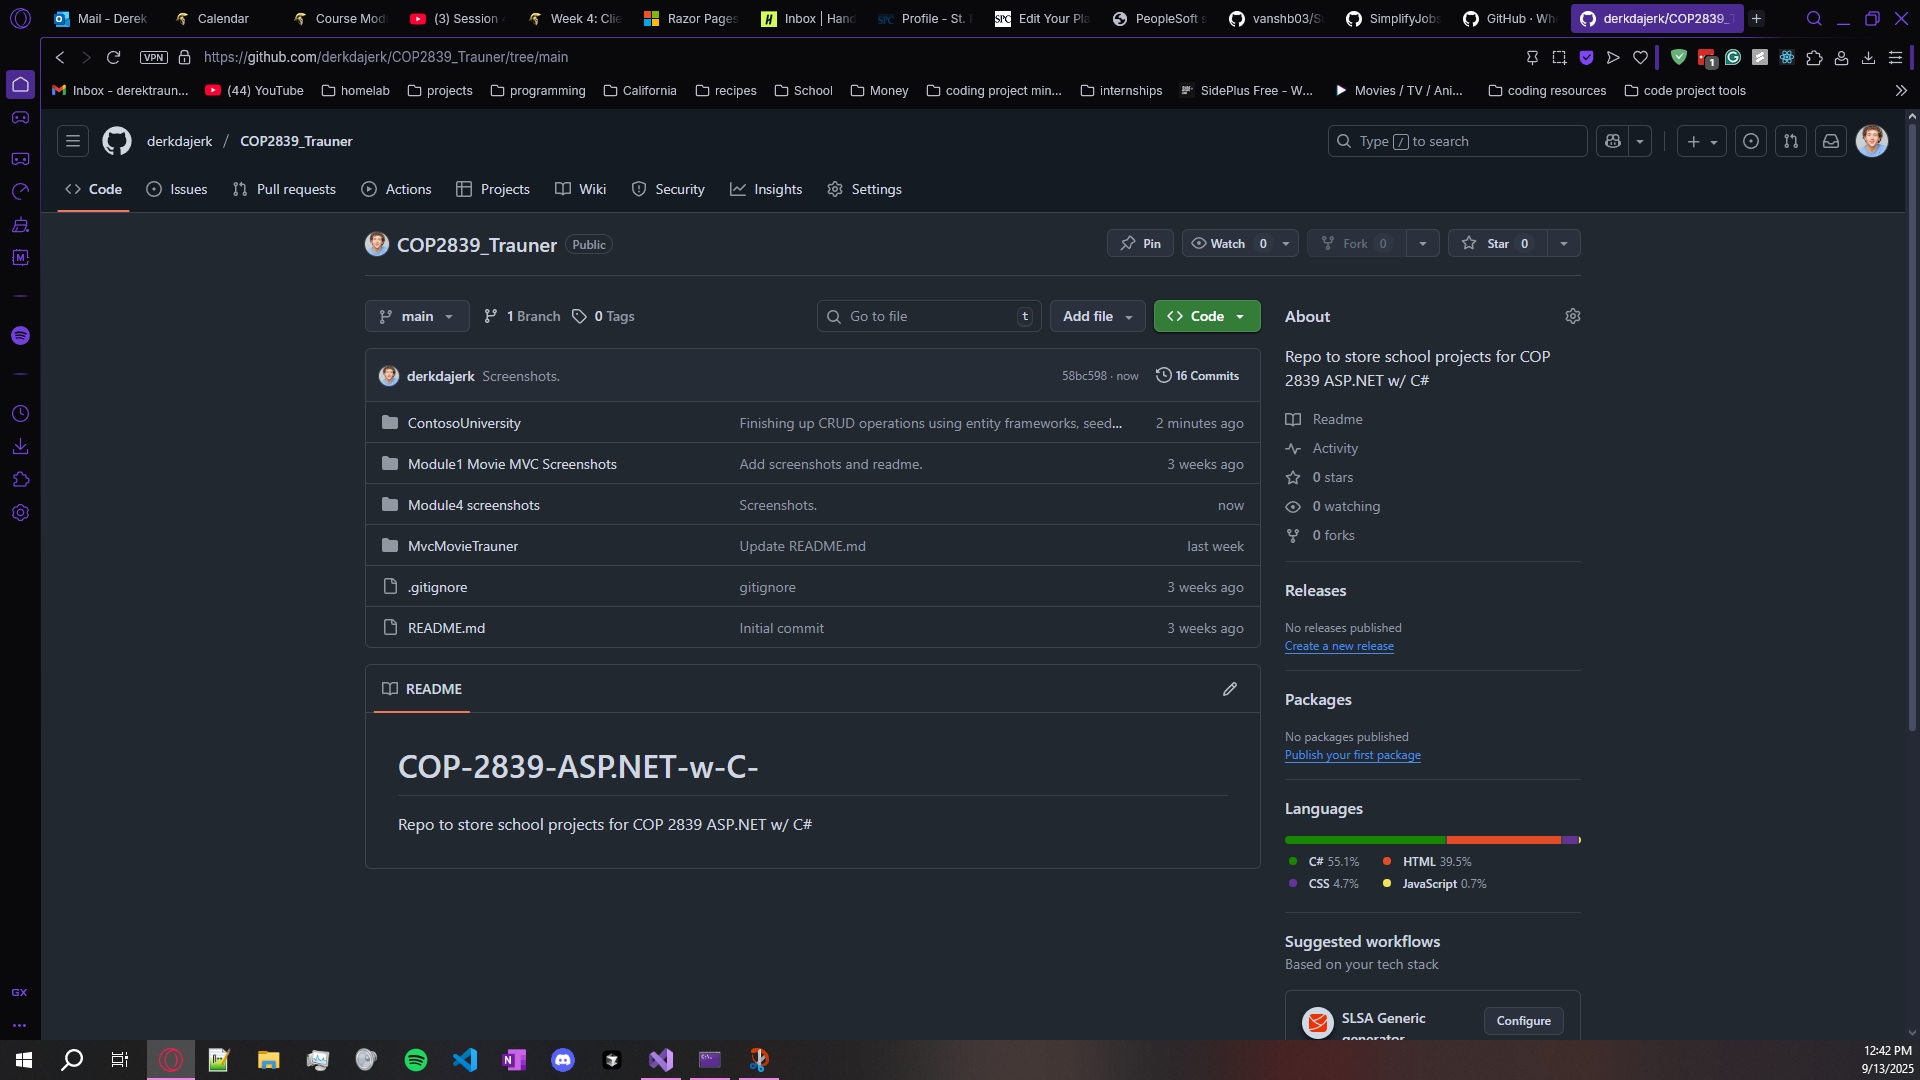 Mail - Derek
Calendar
Course Mod
(3) Session
Week 4: Clie
Razor Pages
Inbox | Hand
Profile - St. P
Edit Your Pla
PeopleSoft s
vanshb03/Su
SimplifyJobs
GitHub · Whe
derkdajerk/COP2839_T
VPN
https://github.com/derkdajerk/COP2839_Trauner/tree/main
1
Inbox - derektraun...
(44) YouTube
homelab
projects
programming
California
recipes
School
Money
coding project min...
internships
SidePlus Free - W...
Movies / TV / Ani...
coding resources
code project tools
derkdajerk / COP2839_Trauner
Type / to search
Code
Issues
Pull requests
Actions
Projects
Wiki
Security
Insights
Settings
COP2839_Trauner
Public
Pin
Watch 0
Fork 0
Star 0
main
1 Branch
0 Tags
Go to file
t
Add file
Code
derkdajerk Screenshots.
58bc598 · now
16 Commits
ContosoUniversity
Finishing up CRUD operations using entity frameworks, seed...
2 minutes ago
Module1 Movie MVC Screenshots
Add screenshots and readme.
3 weeks ago
Module4 screenshots
Screenshots.
now
MvcMovieTrauner
Update README.md
last week
.gitignore
gitignore
3 weeks ago
README.md
Initial commit
3 weeks ago
README
COP-2839-ASP.NET-w-C-
Repo to store school projects for COP 2839 ASP.NET w/ C#
About
Repo to store school projects for COP
2839 ASP.NET w/ C#
Readme
Activity
0 stars
0 watching
0 forks
Releases
No releases published
Create a new release
Packages
No packages published
Publish your first package
Languages
C# 55.1%
HTML 39.5%
CSS 4.7%
JavaScript 0.7%
Suggested workflows
Based on your tech stack
SLSA Generic
generator
Configure
GX
12:42 PM
9/13/2025